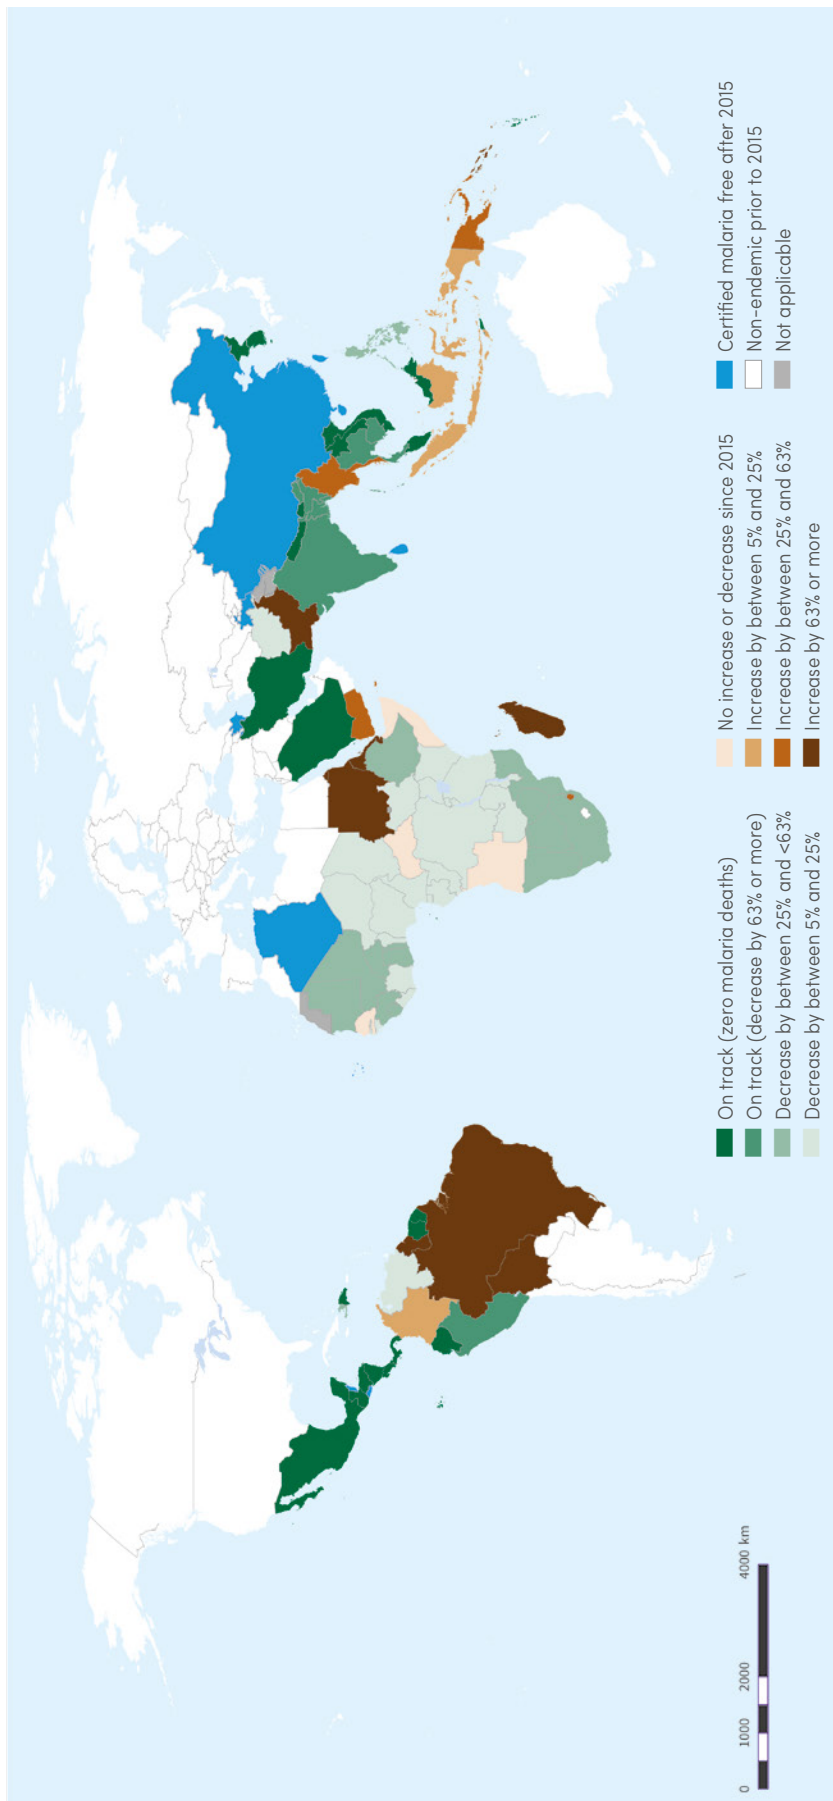 On track (zero malaria deaths)
On track (decrease by 63% or more)
Decrease by between 25% and <63%
Decrease by between 5% and 25%
No increase or decrease since 2015
Increase by between 5% and 25%
Increase by between 25% and 63%
Increase by 63% or more
Certified malaria free after 2015
Non-endemic prior to 2015
Not applicable
0 1000 2000 4000 km